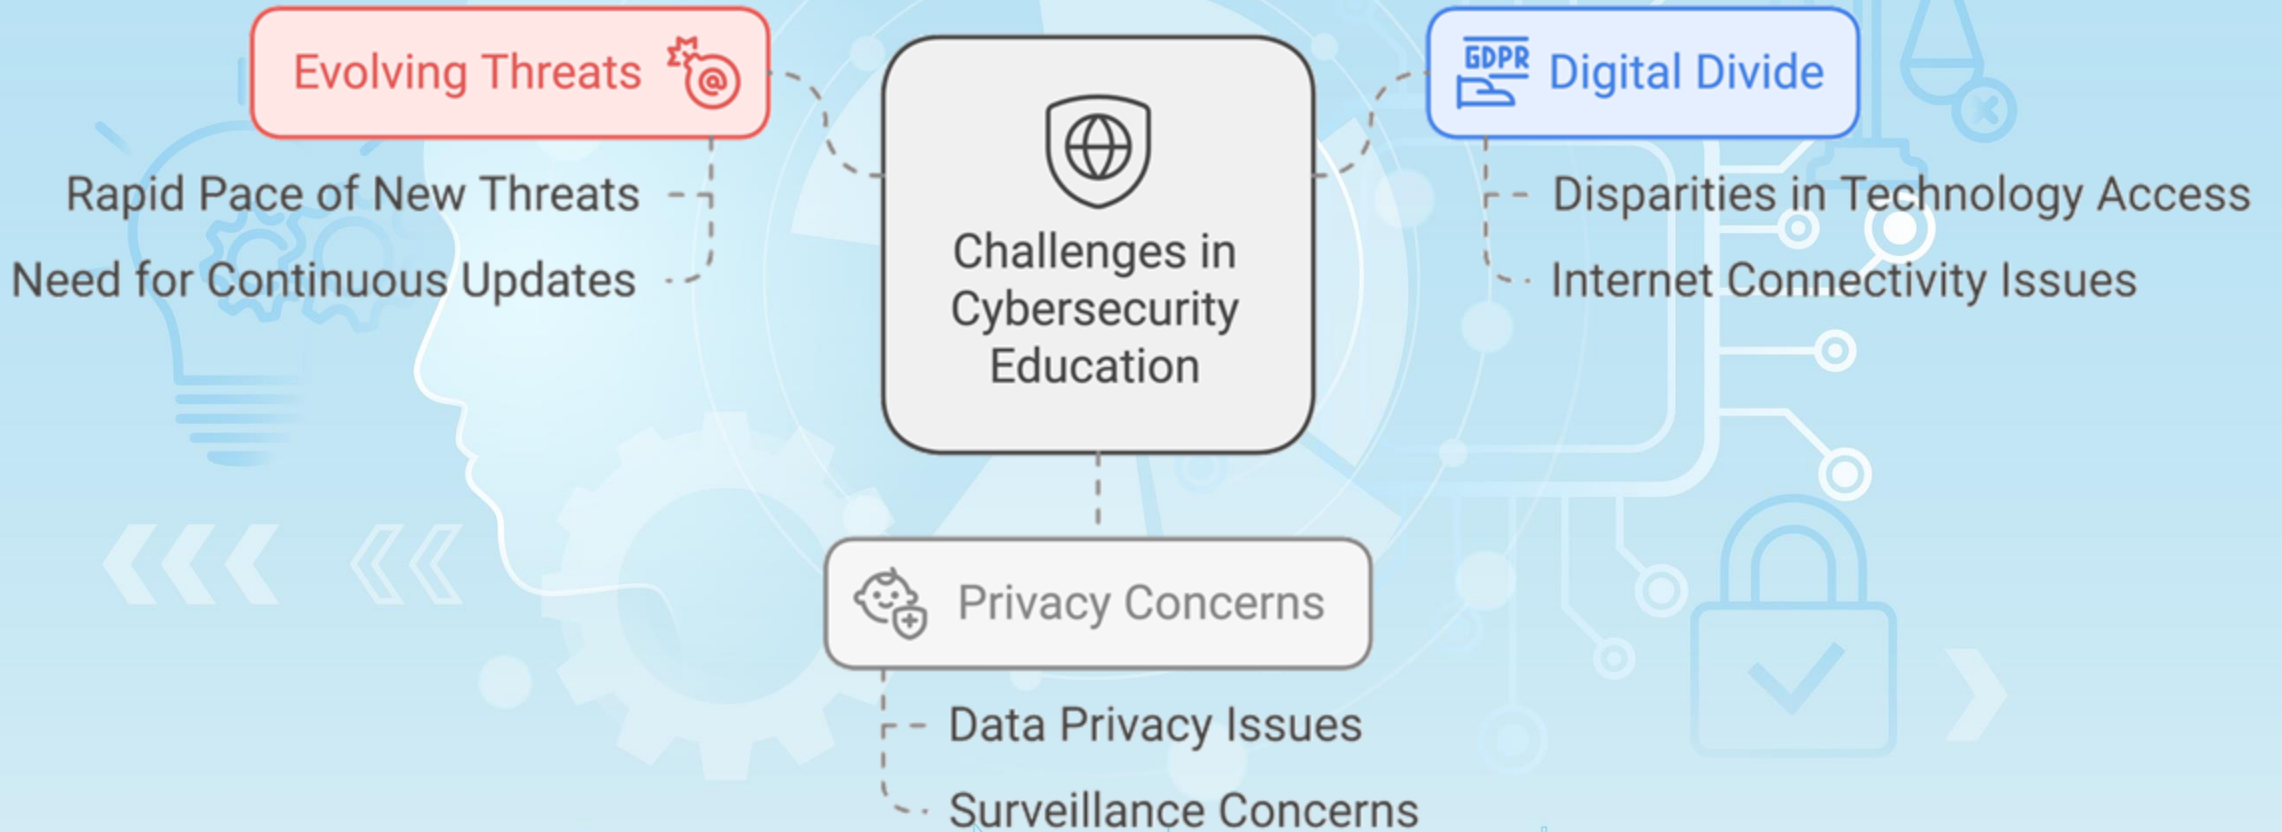 Evolving Threats
Rapid Pace of New Threats
Need for Continuous Updates
Challenges in
Cybersecurity
Education
GDPR
Digital Divide
Disparities in Technology Access
Internet Connectivity Issues
Privacy Concerns
Data Privacy Issues
Surveillance Concerns